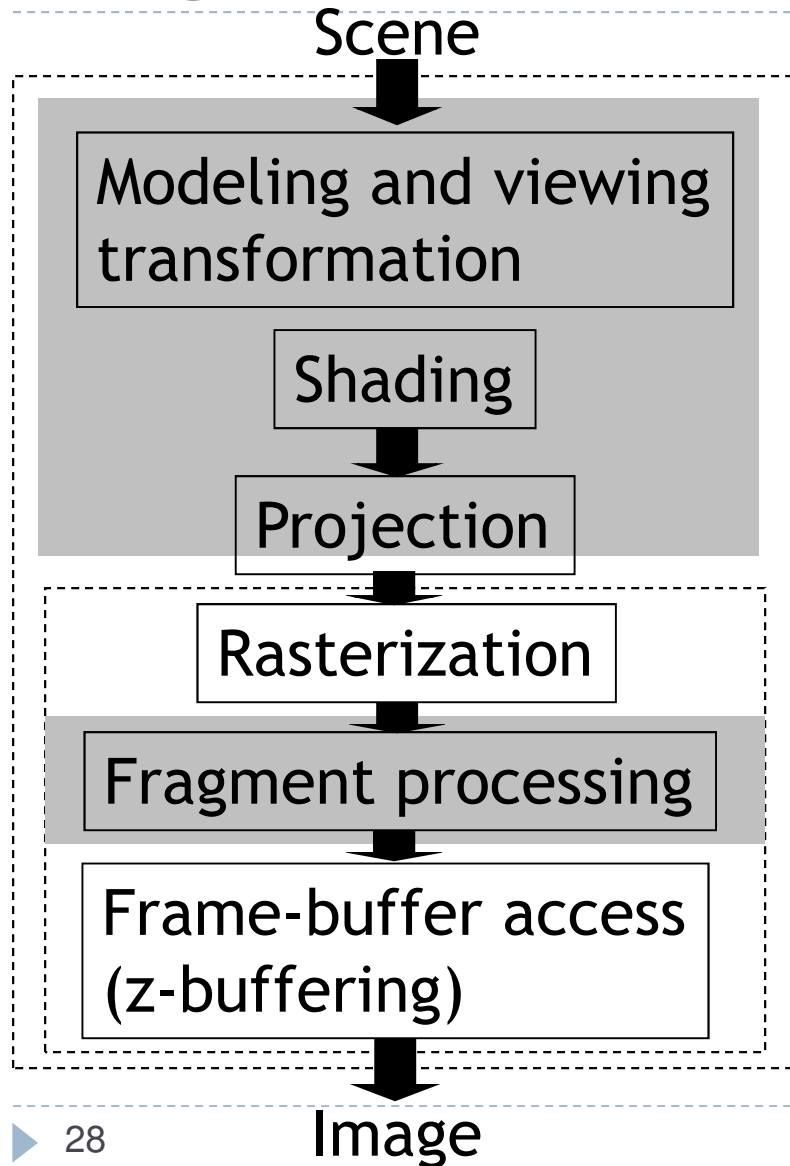 Scene
Modeling and viewing
transformation
Shading
Projection
Rasterization
Fragment processing
Frame-buffer access
(z-buffering)
28
Image